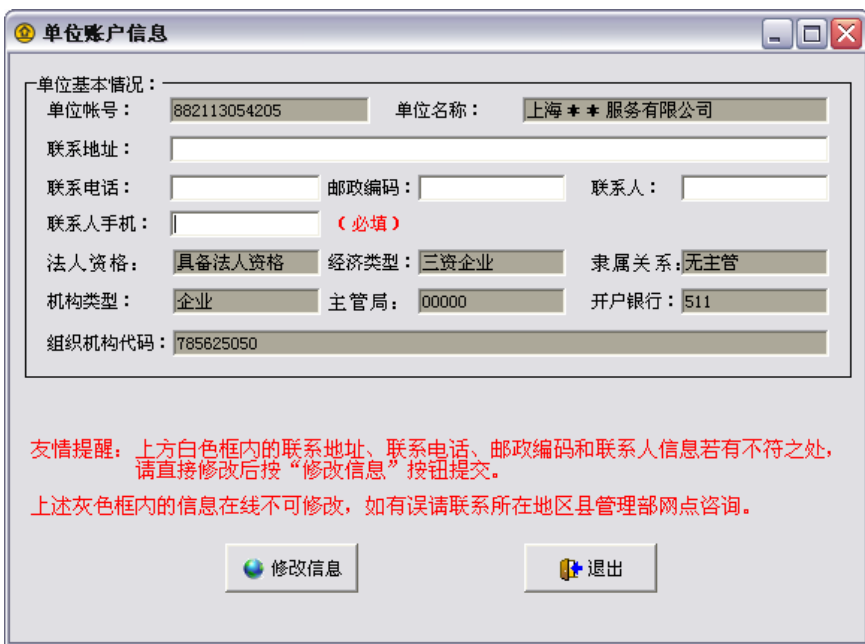 单位账户信息
单位基本情况：
单位帐号： 882113054205 单位名称： 上海＊＊服务有限公司
联系地址：
联系电话： 邮政编码： 联系人：
联系人手机： （必填）
法人资格： 具备法人资格 经济类型： 三资企业 隶属关系： 无主管
机构类型： 企业 主管局： 00000 开户银行： 511
组织机构代码： 785625050
友情提醒：上方白色框内的联系地址、联系电话、邮政编码和联系人信息若有不符之处，
请直接修改后按“修改信息”按钮提交。
上述灰色框内的信息在线不可修改，如有误请联系所在地区县管理部网点咨询。
修改信息 退出